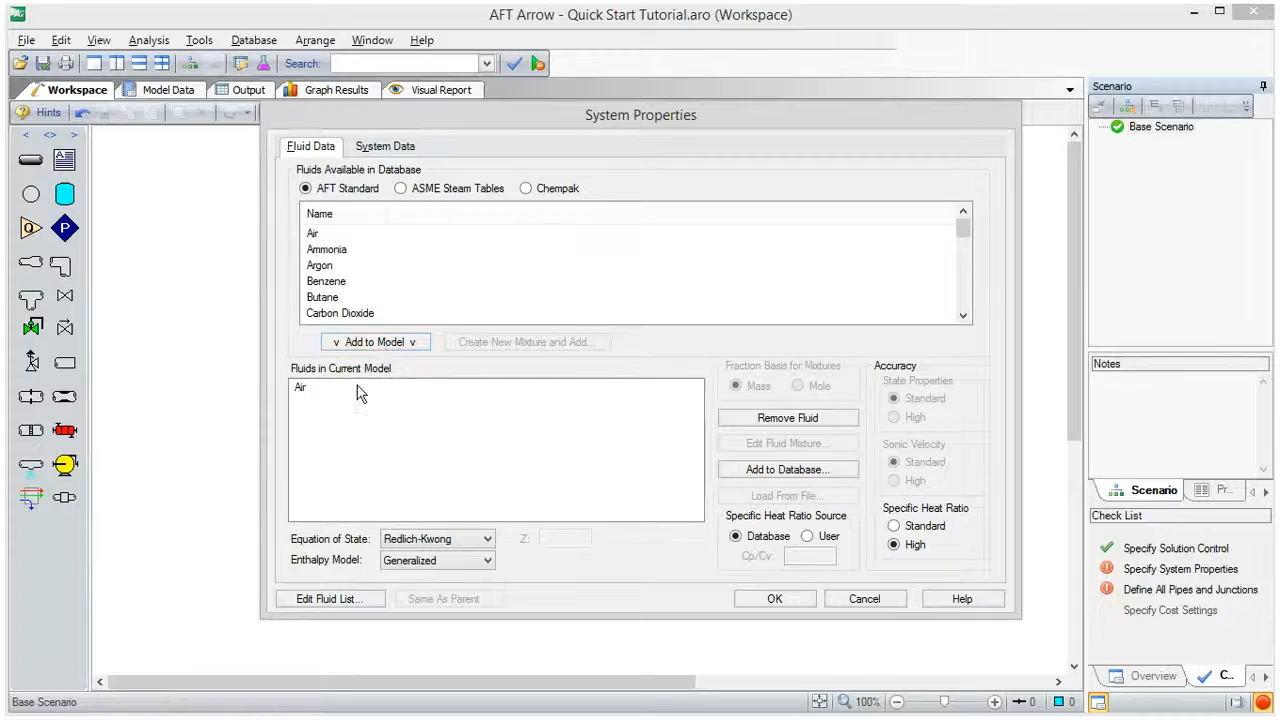 AFT Arrow - Quick Start Tutorial.aro (Workspace)
File Edit View Analysis Tools Database Arrange Window Help
Search:
Workspace Model Data Output Graph Results Visual Report
Hints
Scenario
Base Scenario
System Properties
Fluid Data System Data
Fluids Available in Database
AFT Standard ASME Steam Tables Chempak
Name
Air
Ammonia
Argon
Benzene
Butane
Carbon Dioxide
v Add to Model v Create New Mixture and Add...
Fluids in Current Model
Air
Fraction Basis for Mixtures
Mass Mole
Remove Fluid
Edit Fluid Mixture...
Add to Database...
Load From File...
Specific Heat Ratio Source
Database User
Cp/Cv:
Accuracy
State Properties
Standard
High
Sonic Velocity
Standard
High
Specific Heat Ratio
Standard
High
Equation of State: Redlich-Kwong Z:
Enthalpy Model: Generalized
Edit Fluid List... Same As Parent OK Cancel Help
Notes
Scenario Pr...
Check List
Specify Solution Control
Specify System Properties
Define All Pipes and Junctions
Specify Cost Settings
Overview C...
Base Scenario 100% 0 0